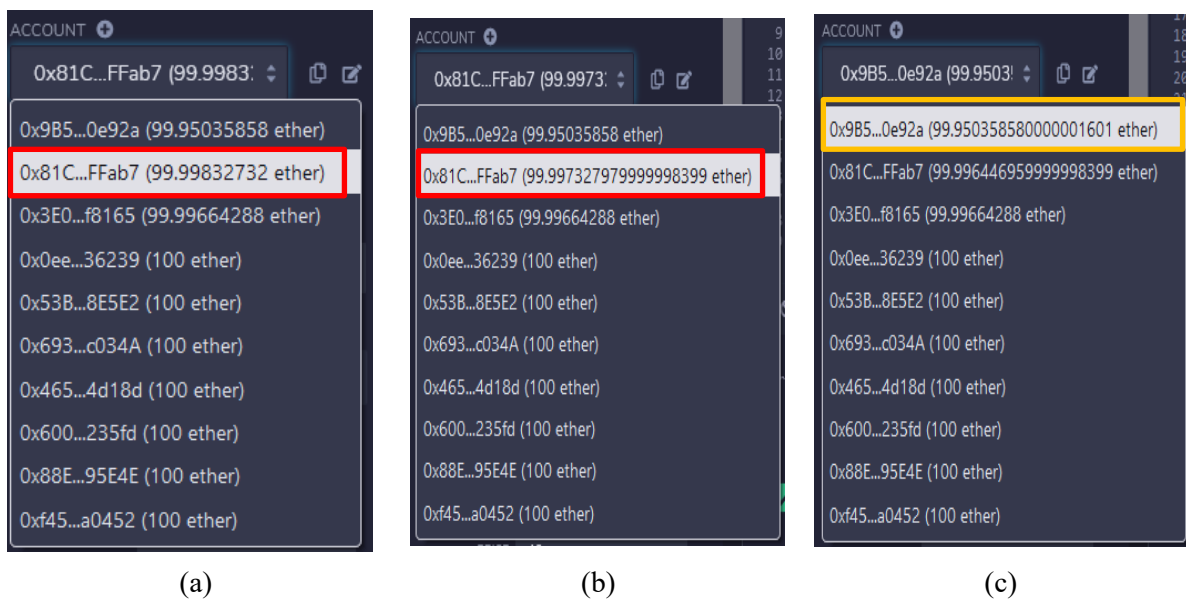 ACCOUNT
0x81C...FFab7 (99.9983
0x9B5...0e92a (99.95035858 ether)
0x81C...FFab7 (99.99832732 ether)
0x3E0...f8165 (99.99664288 ether)
0x0ee...36239 (100 ether)
0x53B...8E5E2 (100 ether)
0x693...c034A (100 ether)
0x465...4d18d (100 ether)
0x600...235fd (100 ether)
0x88E...95E4E (100 ether)
0xf45...a0452 (100 ether)
(a)
ACCOUNT
9
10
11
12
0x81C...FFab7 (99.9973
0x9B5...0e92a (99.95035858 ether)
0x81C...FFab7 (99.997327979999998399 ether)
0x3E0...f8165 (99.99664288 ether)
0x0ee...36239 (100 ether)
0x53B...8E5E2 (100 ether)
0x693...c034A (100 ether)
0x465...4d18d (100 ether)
0x600...235fd (100 ether)
0x88E...95E4E (100 ether)
0xf45...a0452 (100 ether)
(b)
ACCOUNT
18
19
20
0x9B5...0e92a (99.9503
0x9B5...0e92a (99.950358580000001601 ether)
0x81C...FFab7 (99.996446959999998399 ether)
0x3E0...f8165 (99.99664288 ether)
0x0ee...36239 (100 ether)
0x53B...8E5E2 (100 ether)
0x693...c034A (100 ether)
0x465...4d18d (100 ether)
0x600...235fd (100 ether)
0x88E...95E4E (100 ether)
0xf45...a0452 (100 ether)
(c)